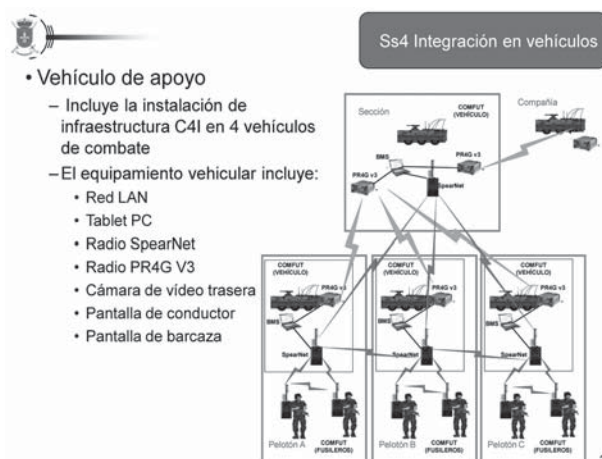 Ss4 Integración en vehículos
• Vehículo de apoyo
– Incluye la instalación de
infraestructura C4I en 4 vehículos
de combate
–El equipamiento vehicular incluye:
• Red LAN
• Tablet PC
• Radio SpearNet
• Radio PR4G V3
• Cámara de vídeo trasera
• Pantalla de conductor
• Pantalla de barcaza
Sección
COMFUT
(VEHÍCULO)
Compañía
BMS
PR4G v3
PR4G v3
SpearNet
COMFUT
(VEHÍCULO)
PR4G v3
BMS
SpearNet
Pelotón A
COMFUT
(FUSILEROS)
COMFUT
(VEHÍCULO)
PR4G v3
BMS
SpearNet
Pelotón B
COMFUT
(FUSILEROS)
COMFUT
(VEHÍCULO)
PR4G v3
BMS
SpearNet
Pelotón C
COMFUT
(FUSILEROS)